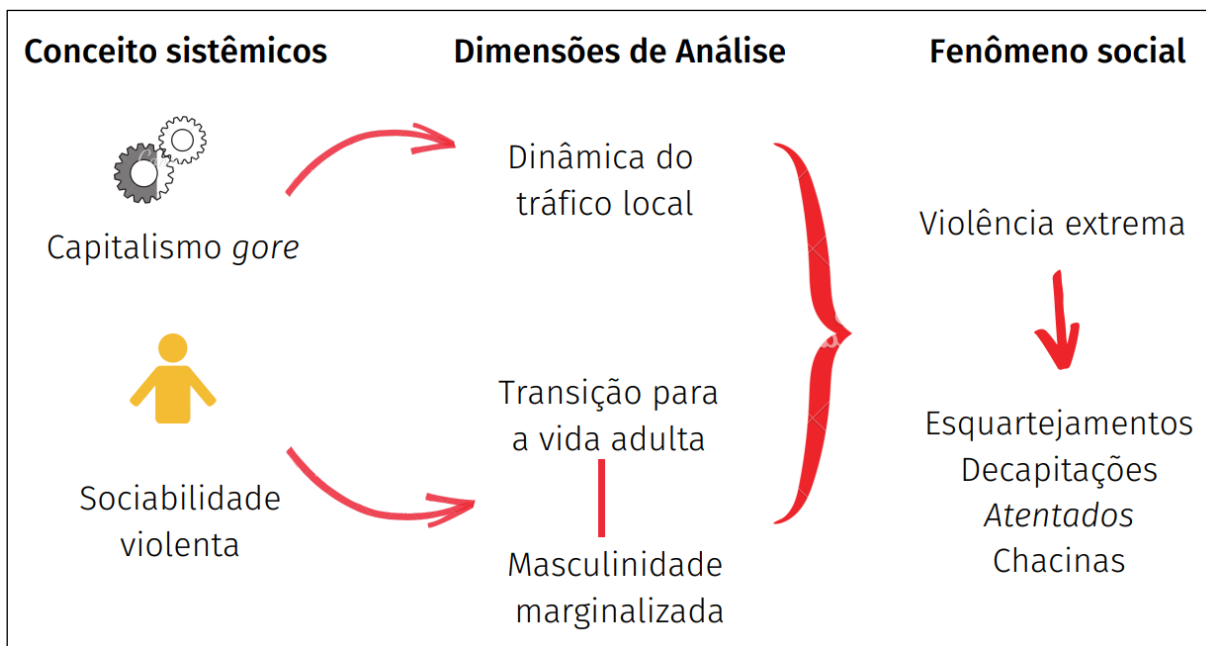 Conceito sistêmicos
Dimensões de Análise
Fenômeno social
Capitalismo gore
Sociabilidade
violenta
Dinâmica do
tráfico local
Transição para
a vida adulta
Masculinidade
marginalizada
Violência extrema
Esquartejamentos
Decapitações
Atentados
Chacinas